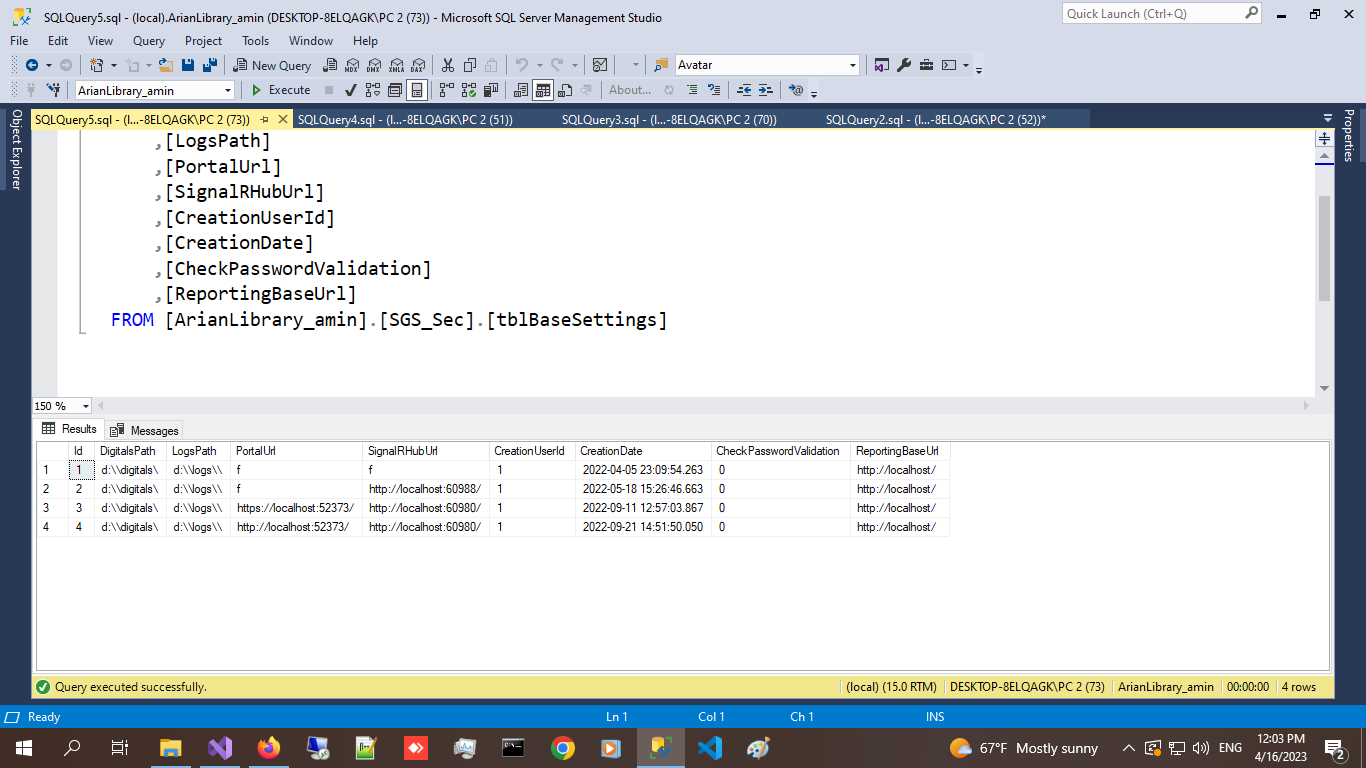 SQLQuery5.sql - (local).ArianLibrary_amin (DESKTOP-8ELQAGK\PC 2 (73)) - Microsoft SQL Server Management Studio
Quick Launch (Ctrl+Q)
File Edit View Query Project Tools Window Help
New Query MDX DMX XMLA DAX Avatar
ArianLibrary_amin Execute About...
SQLQuery5.sql - (l...-8ELQAGK\PC 2 (73)) SQLQuery4.sql - (l...-8ELQAGK\PC 2 (51)) SQLQuery3.sql - (l...-8ELQAGK\PC 2 (70)) SQLQuery2.sql - (l...-8ELQAGK\PC 2 (52))*
Object Explorer
Properties
,[LogsPath]
,[PortalUrl]
,[SignalRHubUrl]
,[CreationUserId]
,[CreationDate]
,[CheckPasswordValidation]
,[ReportingBaseUrl]
FROM [ArianLibrary_amin].[SGS_Sec].[tblBaseSettings]
150 %
Results Messages
Id DigitalsPath LogsPath PortalUrl SignalRHubUrl CreationUserId CreationDate CheckPasswordValidation ReportingBaseUrl
1 1 d:\\digitals\ d:\\logs\\ f f 1 2022-04-05 23:09:54.263 0 http://localhost/
2 2 d:\\digitals\ d:\\logs\\ f http://localhost:60988/ 1 2022-05-18 15:26:46.663 0 http://localhost/
3 3 d:\\digitals\ d:\\logs\\ https://localhost:52373/ http://localhost:60980/ 1 2022-09-11 12:57:03.867 0 http://localhost/
4 4 d:\\digitals\ d:\\logs\\ http://localhost:52373/ http://localhost:60980/ 1 2022-09-21 14:51:50.050 0 http://localhost/
Query executed successfully. (local) (15.0 RTM) DESKTOP-8ELQAGK\PC 2 (73) ArianLibrary_amin 00:00:00 4 rows
Ready Ln 1 Col 1 Ch 1 INS
67°F Mostly sunny ENG 12:03 PM
4/16/2023 2